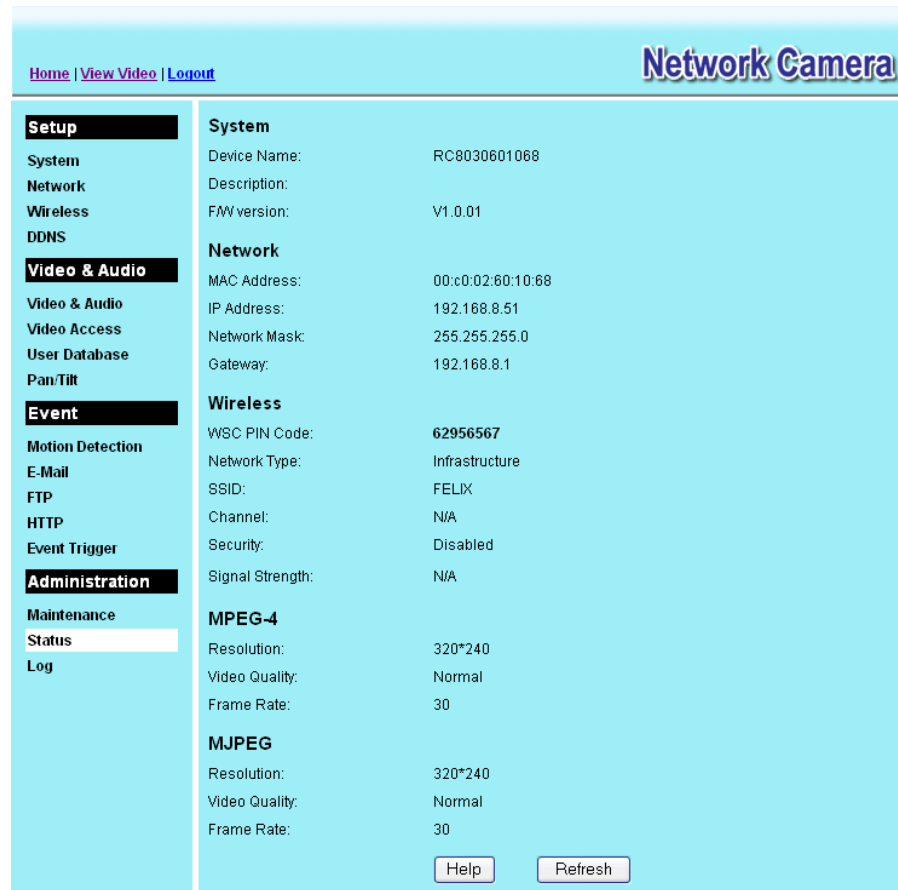 Network Camera
Home | View Video | Logout
Setup
System
Network
Wireless
DDNS
Video & Audio
Video & Audio
Video Access
User Database
Pan/Tilt
Event
Motion Detection
E-Mail
FTP
HTTP
Event Trigger
Administration
Maintenance
Status
Log
System
Device Name: RC8030601068
Description:
F/W version: V1.0.01
Network
MAC Address: 00:c0:02:60:10:68
IP Address: 192.168.8.51
Network Mask: 255.255.255.0
Gateway: 192.168.8.1
Wireless
WSC PIN Code: 62956567
Network Type: Infrastructure
SSID: FELIX
Channel: N/A
Security: Disabled
Signal Strength: N/A
MPEG-4
Resolution: 320*240
Video Quality: Normal
Frame Rate: 30
MJPEG
Resolution: 320*240
Video Quality: Normal
Frame Rate: 30
Help Refresh